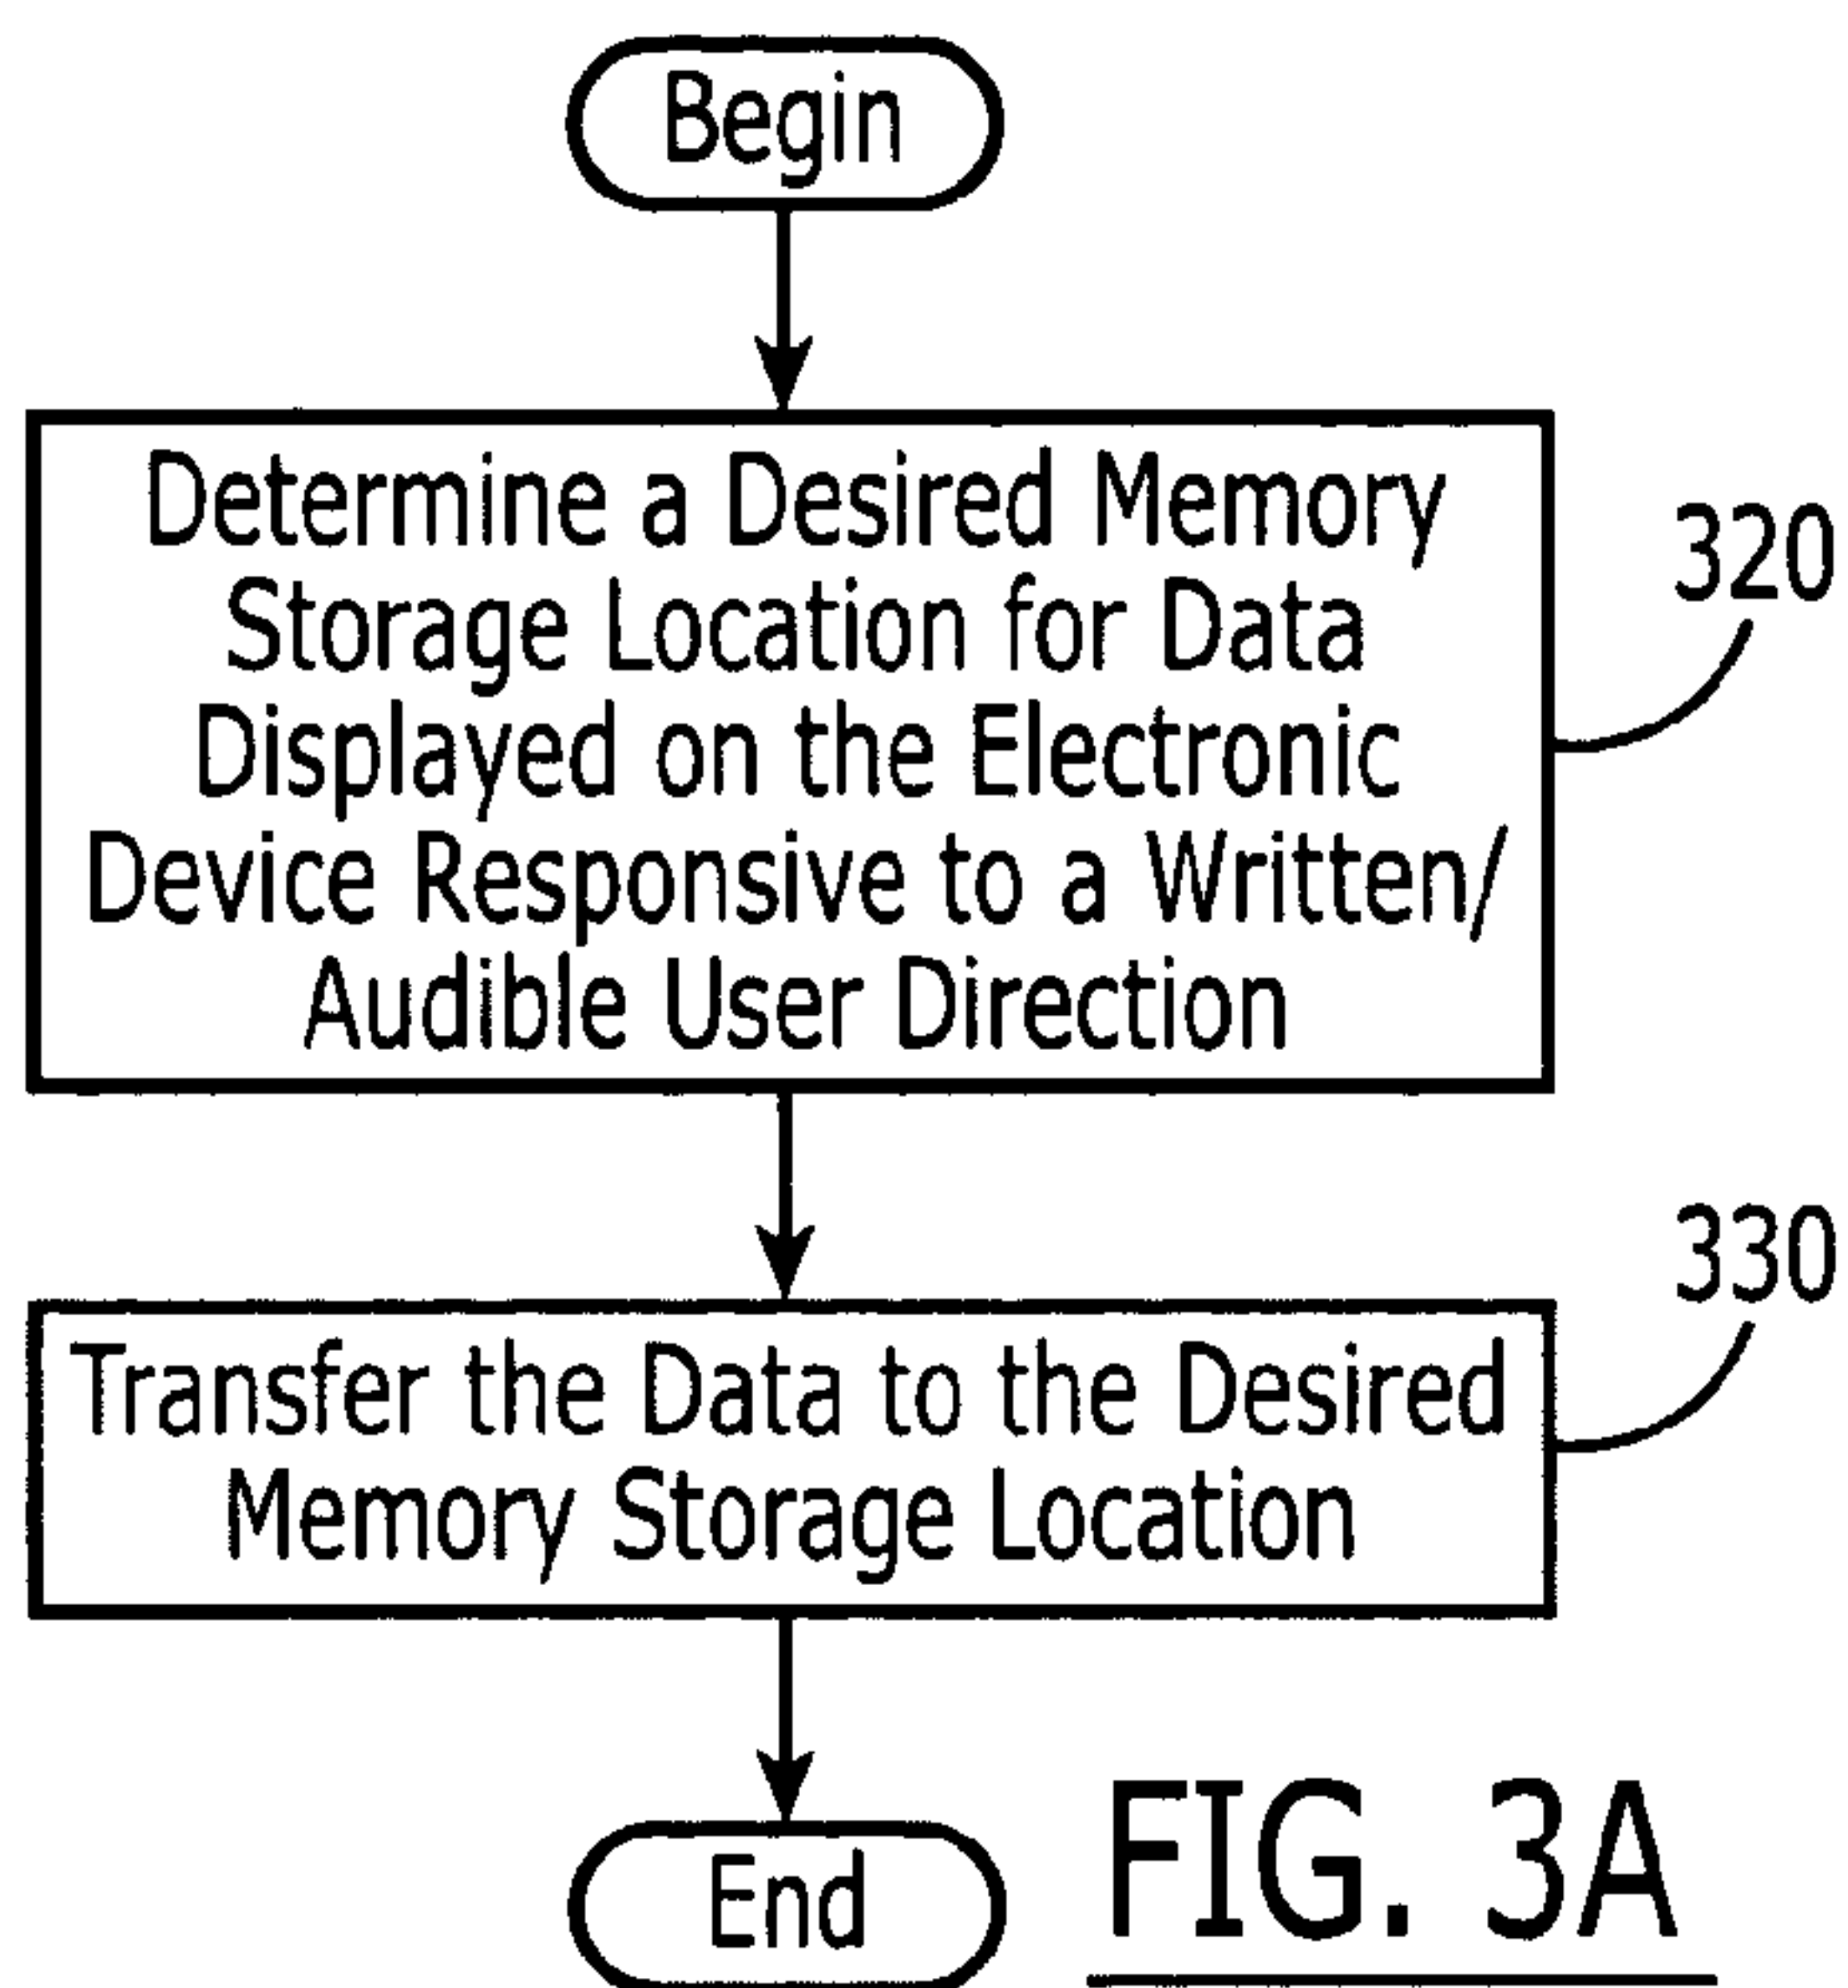 Begin
Determine a Desired Memory
Storage Location for Data
Displayed on the Electronic
Device Responsive to a Written/
Audible User Direction
320
Transfer the Data to the Desired
Memory Storage Location
330
End
FIG. 3A